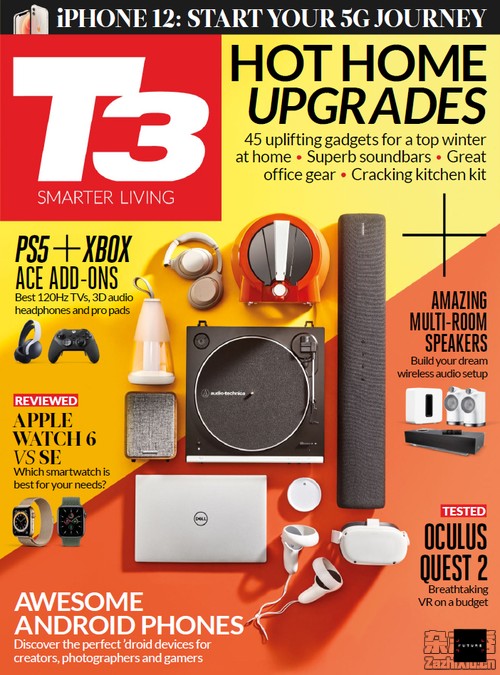 iPHONE 12: START YOUR 5G JOURNEY
T3
SMARTER LIVING
HOT HOME
UPGRADES
45 uplifting gadgets for a top winter
at home • Superb soundbars • Great
office gear • Cracking kitchen kit
PS5+XBOX
ACE ADD-ONS
Best 120Hz TVs, 3D audio
headphones and pro pads
AMAZING
MULTI-ROOM
SPEAKERS
Build your dream
wireless audio setup
REVIEWED
APPLE
WATCH 6
VS SE
Which smartwatch is
best for your needs?
audio-technica
DELL
TESTED
OCULUS
QUEST 2
Breathtaking
VR on a budget
AWESOME
ANDROID PHONES
Discover the perfect 'droid devices for
creators, photographers and gamers
FUTURE
ZaZhiXu.cn